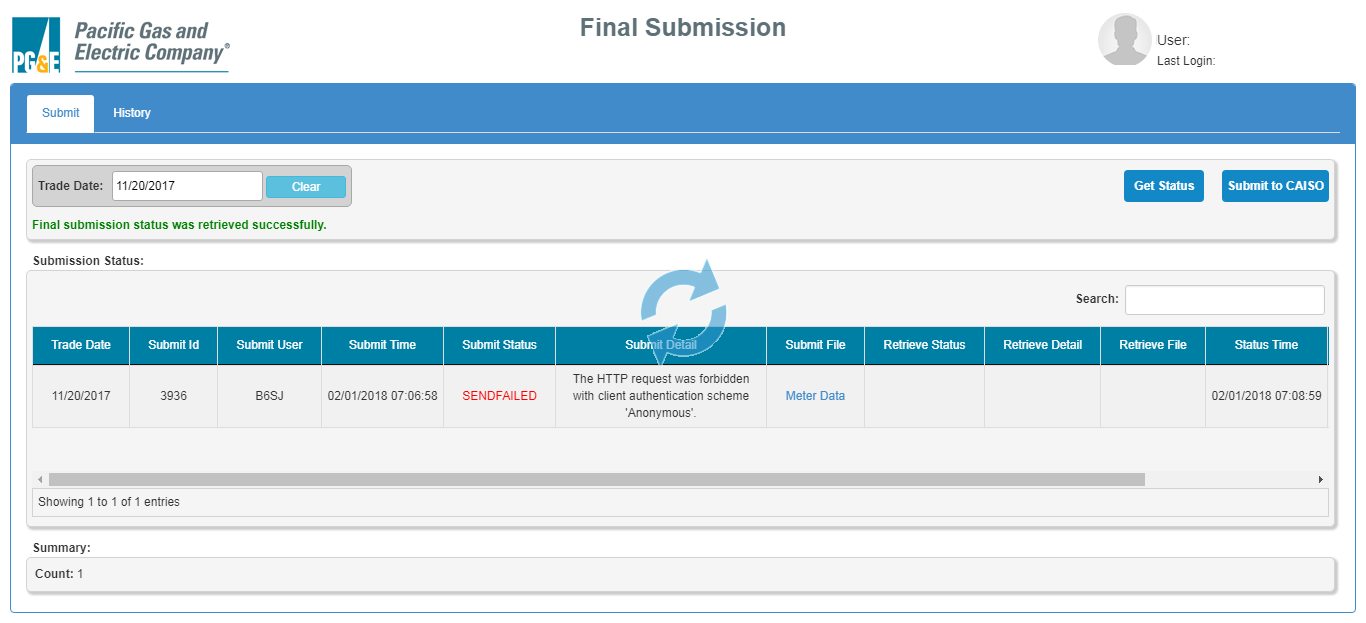 PG&E
Pacific Gas and
Electric Company®
Final Submission
User:
Last Login:
Submit History
Trade Date: 11/20/2017 Clear
Get Status Submit to CAISO
Final submission status was retrieved successfully.
Submission Status:
Search:
Trade Date Submit Id Submit User Submit Time Submit Status Submit Detail Submit File Retrieve Status Retrieve Detail Retrieve File Status Time
11/20/2017 3936 B6SJ 02/01/2018 07:06:58 SENDFAILED The HTTP request was forbidden
with client authentication scheme
'Anonymous'.
Meter Data 02/01/2018 07:08:59
Showing 1 to 1 of 1 entries
Summary:
Count: 1